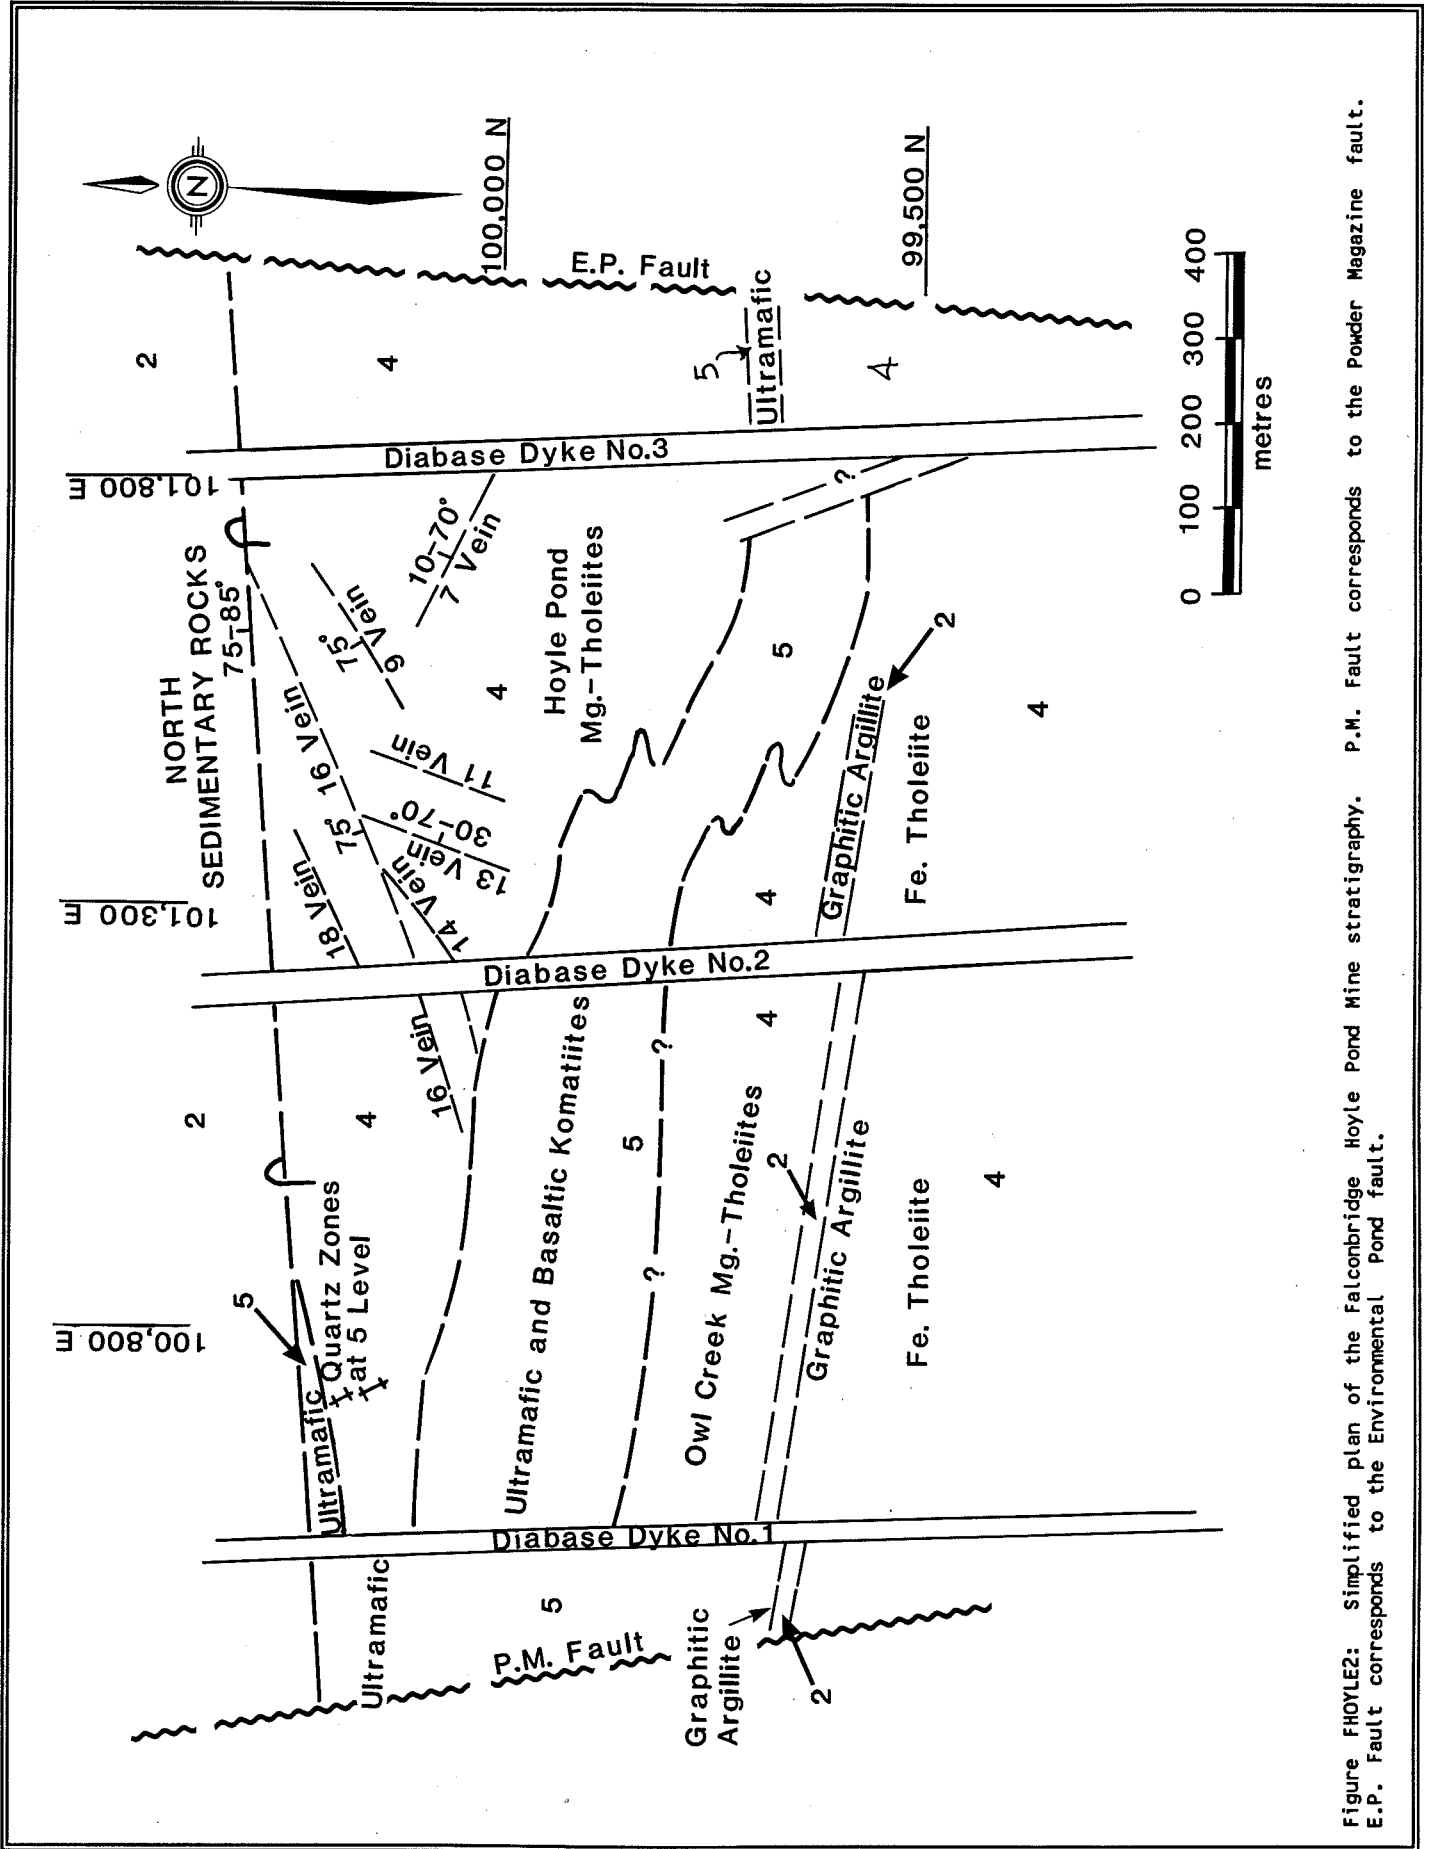 N
NORTH
SEDIMENTARY ROCKS
75-85°
100,800 E
101,300 E
101,800 E
100,000 N
99,500 N
2
2
5
Ultramafic
Quartz Zones
at 5 Level
4
18 Vein
75°
16 Vein
16 Vein
14 Vein
13 Vein
30-70°
11 Vein
9 Vein
75°
10-70°
7 Vein
4
4
Hoyle Pond
Mg.-Tholeiites
E.P. Fault
Ultramafic
5
P.M. Fault
Diabase Dyke No.1
Diabase Dyke No.2
Diabase Dyke No.3
Ultramafic and Basaltic Komatiites
5
?
?
5
?
5
Ultramafic
4
Owl Creek Mg.-Tholeiites
4
4
Graphitic
Argillite
2
2
Graphitic Argillite
Graphitic Argillite
2
Fe. Tholeiite
4
Fe. Tholeiite
4
0 100 200 300 400
metres
Figure FHOYLE2: Simplified plan of the Falconbridge Hoyle Pond Mine stratigraphy. P.M. Fault corresponds to the Powder Magazine fault.
E.P. Fault corresponds to the Environmental Pond fault.